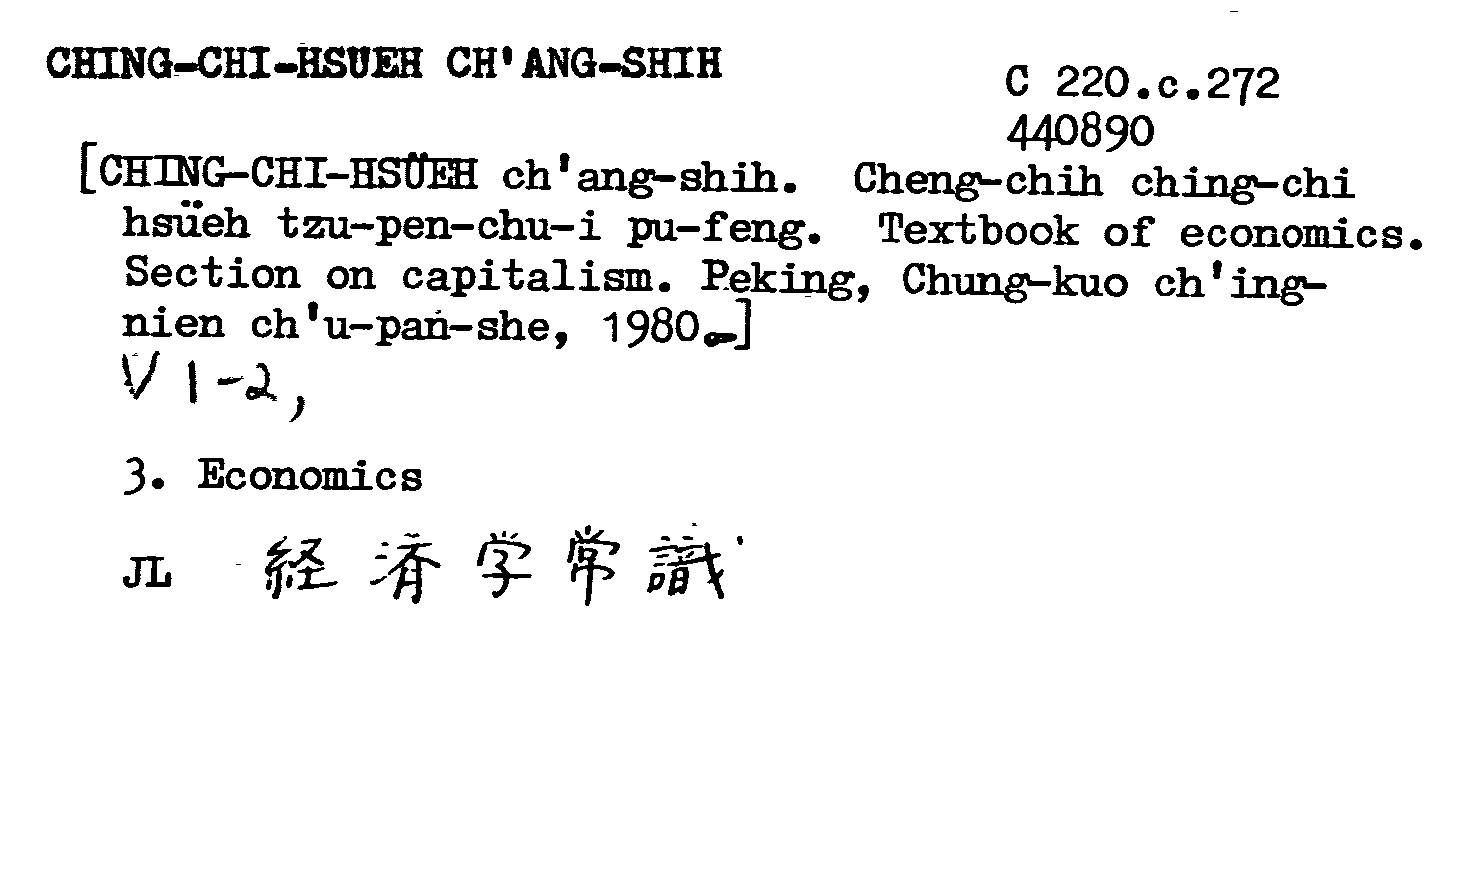 CHING-CHI-HSUEH CH'ANG-SHIH
C 220.c.272
440890
[CHING-CHI-HSÜEH ch'ang-shih. Cheng-chih ching-chi
hsüeh tzu-pen-chu-i pu-feng. Textbook of economics.
Section on capitalism. Peking, Chung-kuo ch'ing-
nien ch'u-pan-she, 1980-]
V 1-2,
3. Economics
JL 経済学常識